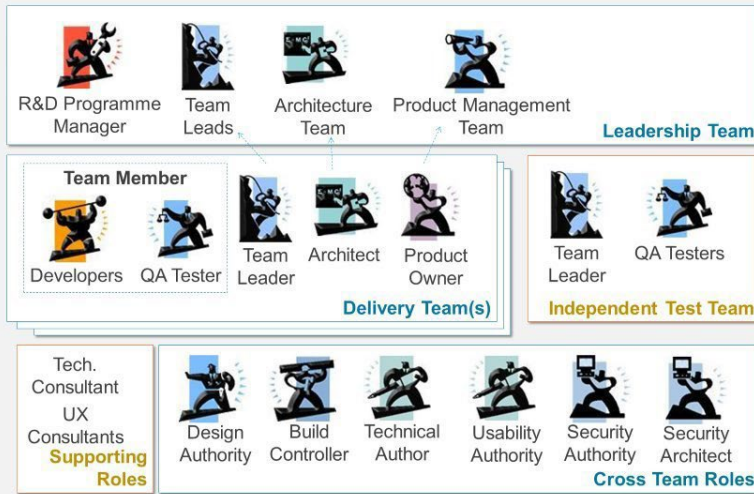 R&D Programme
Manager
Team
Leads
Architecture
Team
Product Management
Team
Leadership Team
Team Member
Developers
QA Tester
Team
Leader
Architect
Product
Owner
Delivery Team(s)
Team
Leader
QA Testers
Independent Test Team
Tech.
Consultant
UX
Consultants
Supporting
Roles
Design
Authority
Build
Controller
Technical
Author
Usability
Authority
Security
Authority
Security
Architect
Cross Team Roles